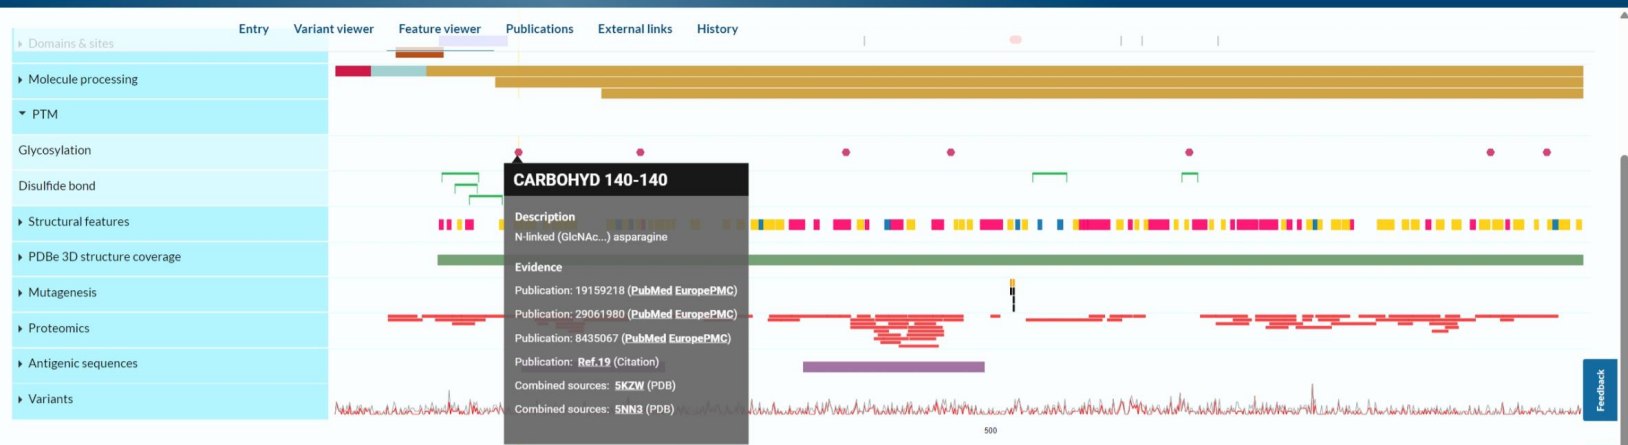 Entry Variant viewer Feature viewer Publications External links History
Domains & sites
Molecule processing
PTM
Glycosylation
Disulfide bond
Structural features
PDBe 3D structure coverage
Mutagenesis
Proteomics
Antigenic sequences
Variants
CARBOHYD 140-140
Description
N-linked (GlcNAc...) asparagine
Evidence
Publication: 19159218 (PubMed EuropePMC)
Publication: 29061980 (PubMed EuropePMC)
Publication: 8435067 (PubMed EuropePMC)
Publication: Ref.19 (Citation)
Combined sources: 5KZW (PDB)
Combined sources: 5NN3 (PDB)
500
Feedback